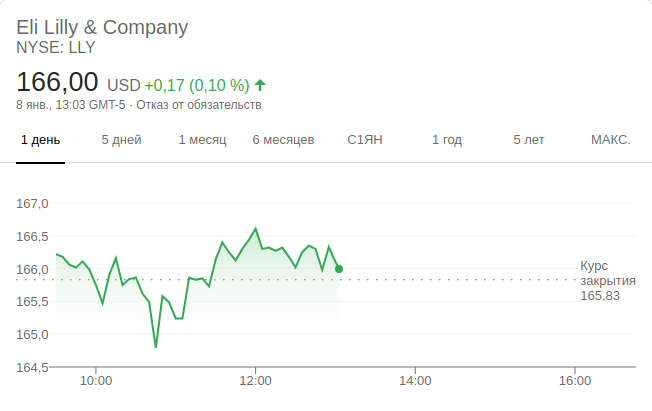 Eli Lilly & Company
NYSE: LLY
166,00 USD +0,17 (0,10 %)
8 янв., 13:03 GMT-5 · Отказ от обязательств
1 день 5 дней 1 месяц 6 месяцев С1ЯН 1 год 5 лет МАКС.
167,0
166,5
166,0
165,5
165,0
164,5
Курс
закрытия
165,83
10:00 12:00 14:00 16:00